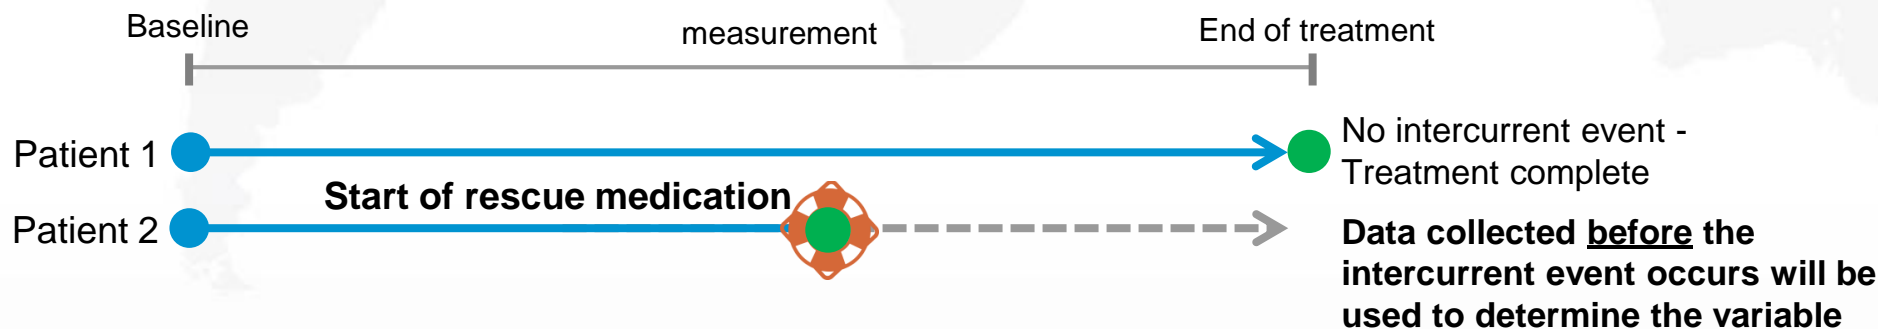 Baseline
measurement
End of treatment
Patient 1
No intercurrent event -
Treatment complete
Start of rescue medication
Patient 2
Data collected before the
intercurrent event occurs will be
used to determine the variable